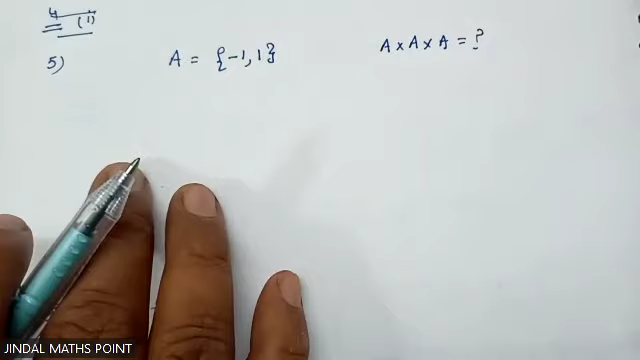 4
(1)
5) A = {-1, 1} A × A × A = ?
JINDAL MATHS POINT